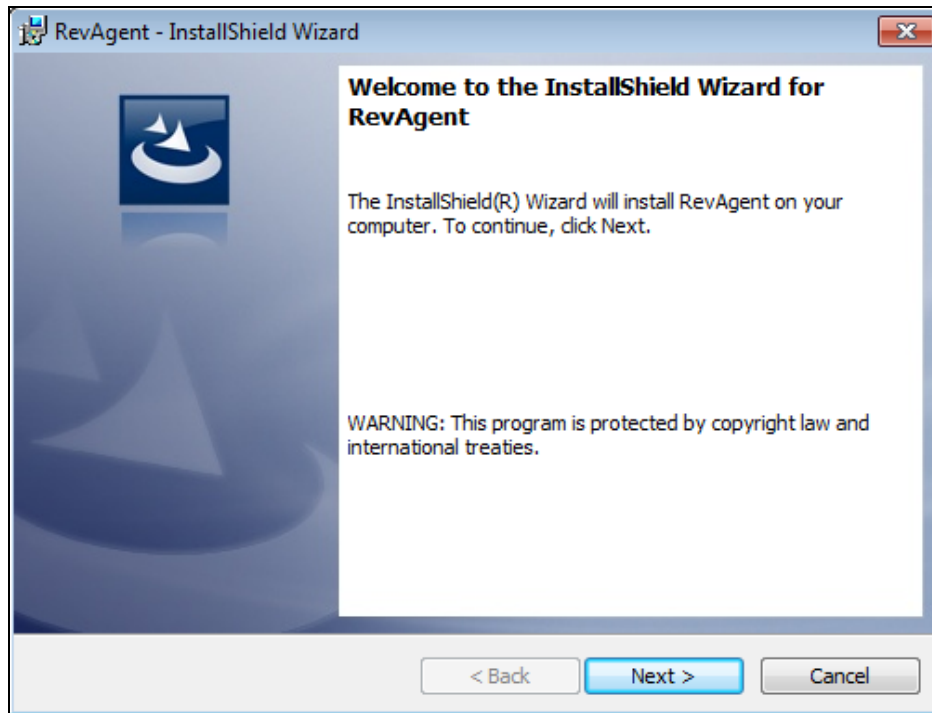 RevAgent - InstallShield Wizard
Welcome to the InstallShield Wizard for
RevAgent
The InstallShield(R) Wizard will install RevAgent on your
computer. To continue, click Next.
WARNING: This program is protected by copyright law and
international treaties.
< Back Next > Cancel